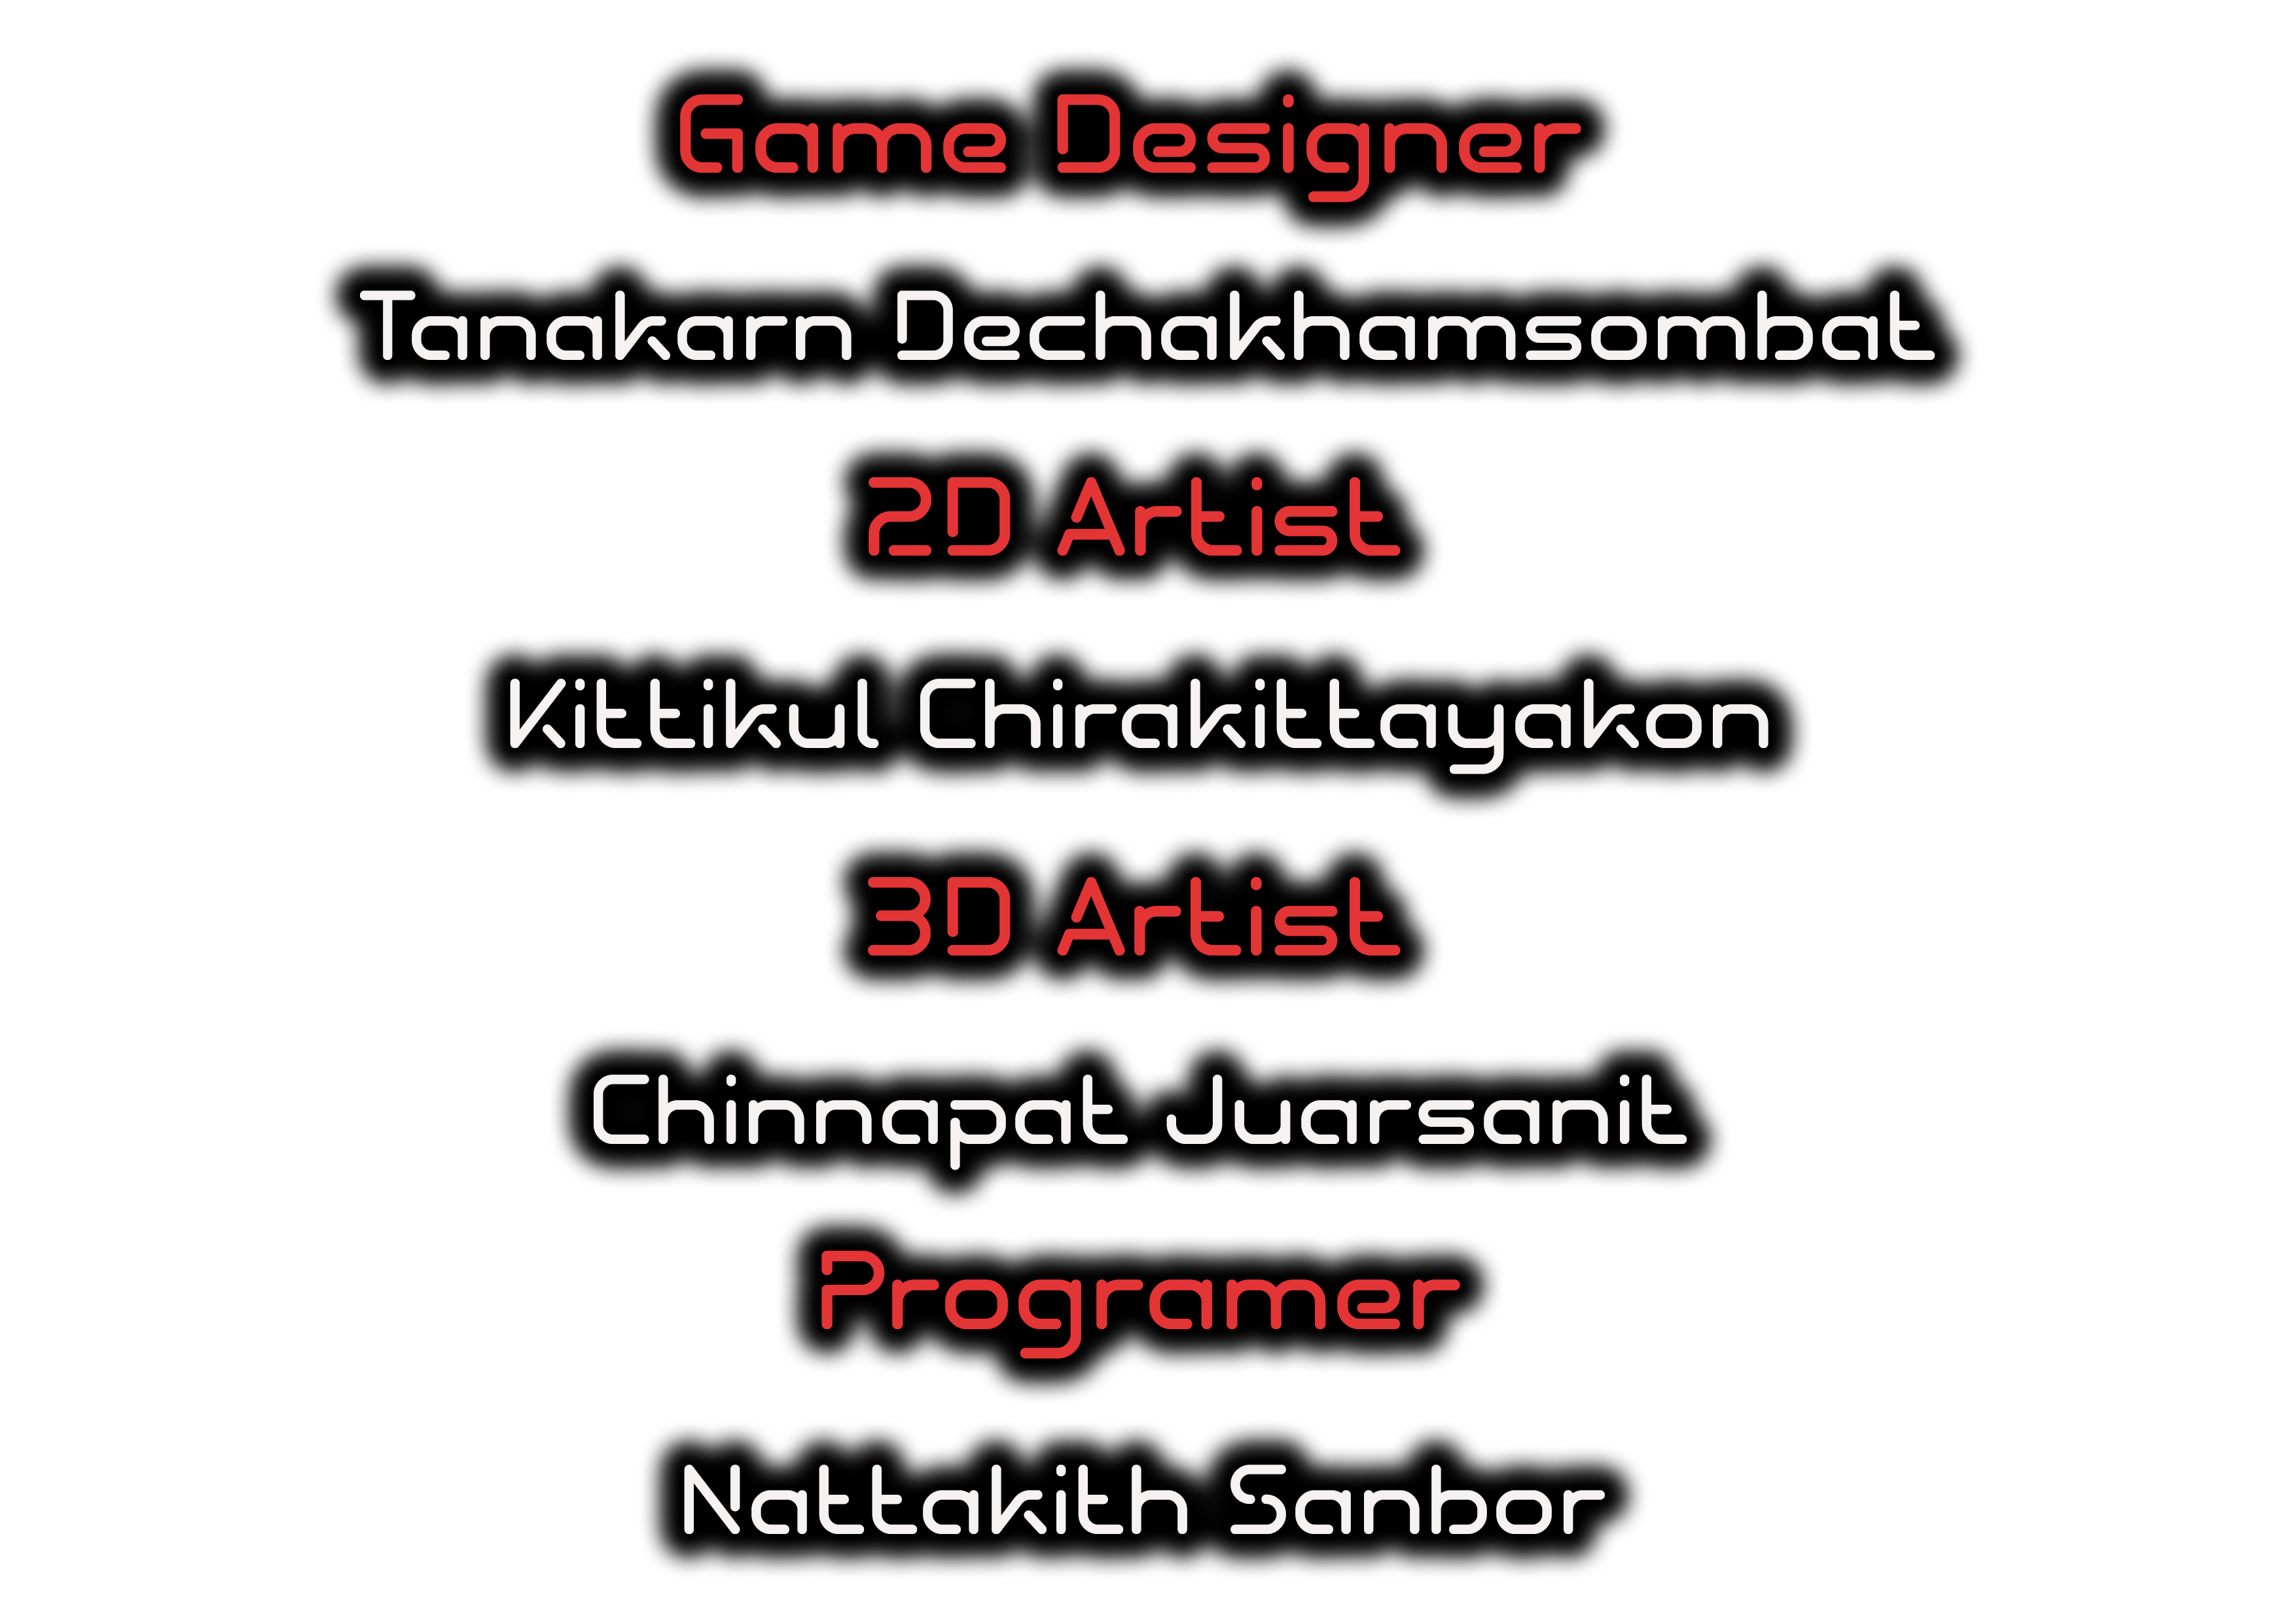 Game Designer
Tanakarn Dechakhamsombat
2D Artist
Kittikul Chirakittayakon
3D Artist
Chinnapat Juarsanit
Programer
Nattakith Sanbor